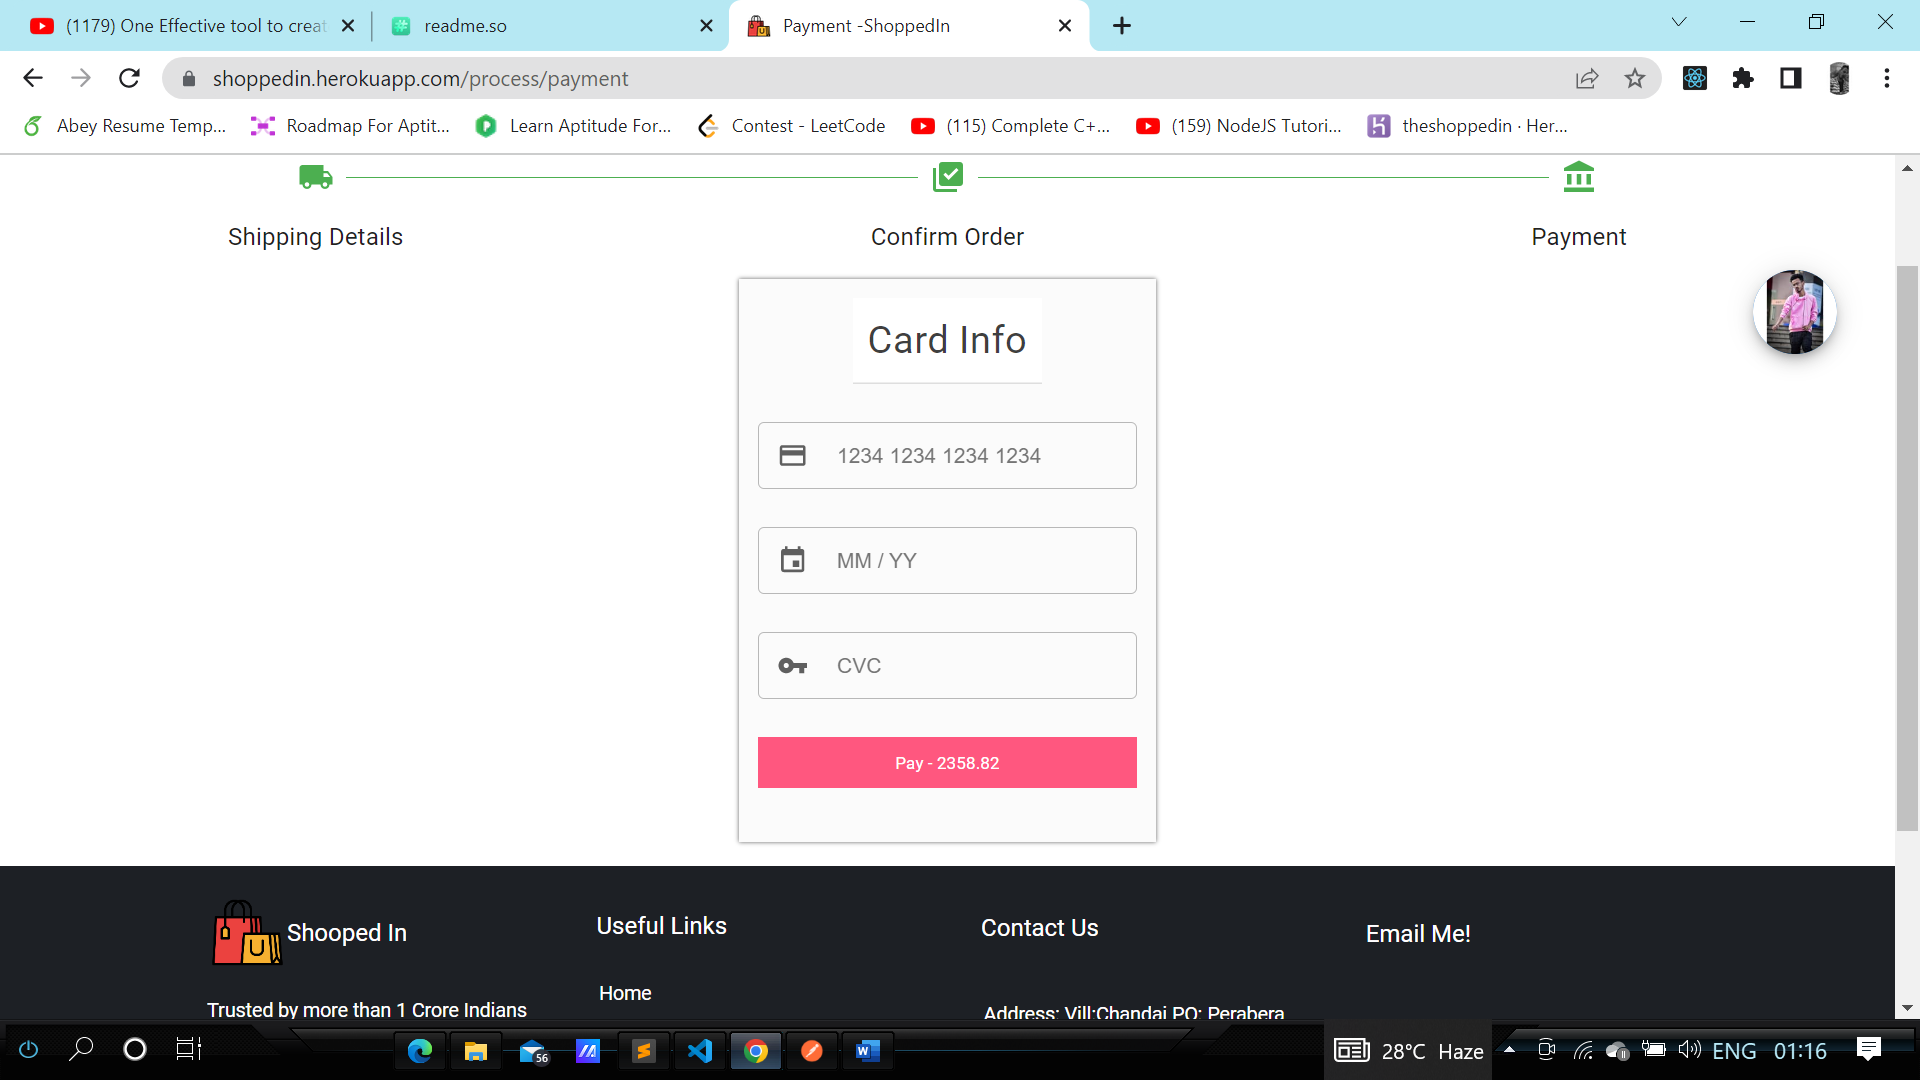 (1179) One Effective tool to creat
readme.so
Payment -ShoppedIn
shoppedin.herokuapp.com/process/payment
Abey Resume Temp...
Roadmap For Aptit...
Learn Aptitude For...
Contest - LeetCode
(115) Complete C+...
(159) NodeJS Tutori...
theshoppedin · Her...
Shipping Details
Confirm Order
Payment
Card Info
1234 1234 1234 1234
MM / YY
CVC
Pay - 2358.82
Shooped In
Useful Links
Contact Us
Email Me!
Trusted by more than 1 Crore Indians
Home
Address: Vill:Chandai PO: Perabera
56
28°C Haze
ENG
01:16